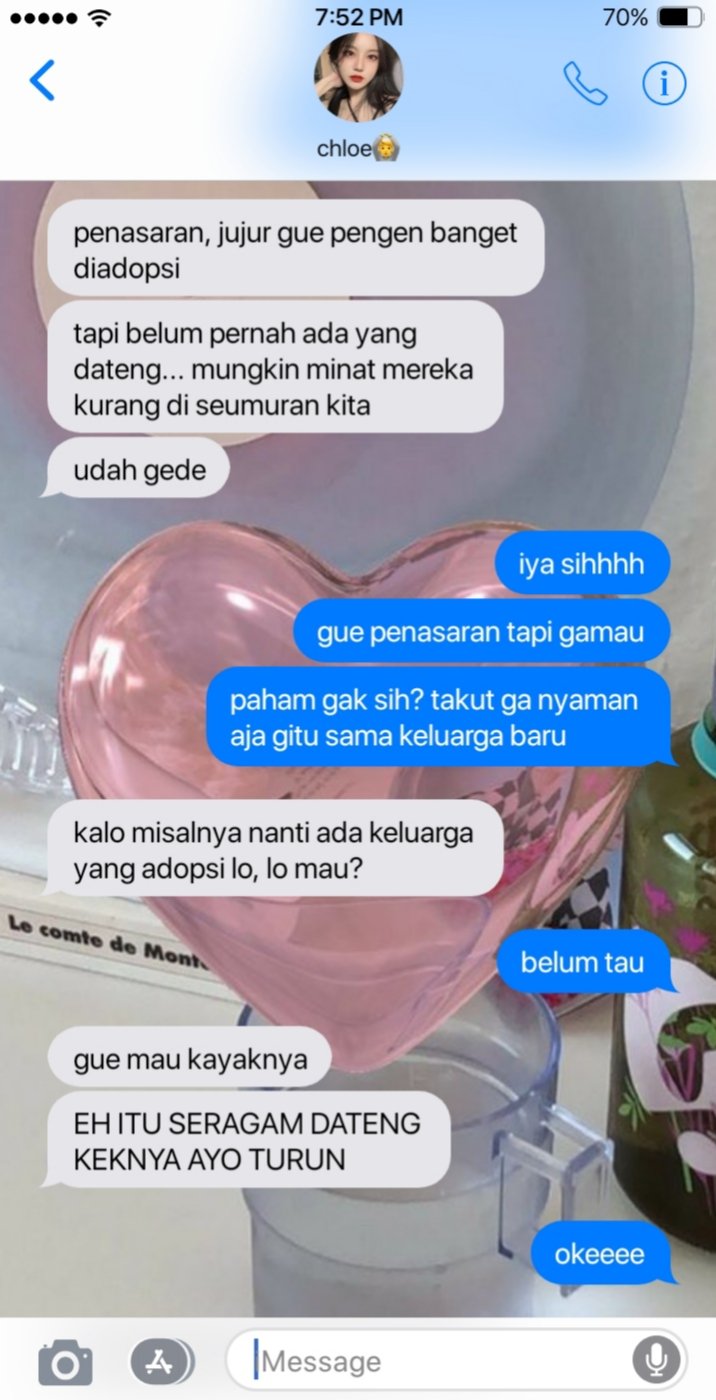 7:52 PM
70%
chloe🙆
penasaran, jujur gue pengen banget
diadopsi
tapi belum pernah ada yang
dateng... mungkin minat mereka
kurang di seumuran kita
udah gede
iya sihhhh
gue penasaran tapi gamau
paham gak sih? takut ga nyaman
aja gitu sama keluarga baru
kalo misalnya nanti ada keluarga
yang adopsi lo, lo mau?
Le comte de Monte
belum tau
gue mau kayaknya
EH ITU SERAGAM DATENG
KEKNYA AYO TURUN
okeeee
Message